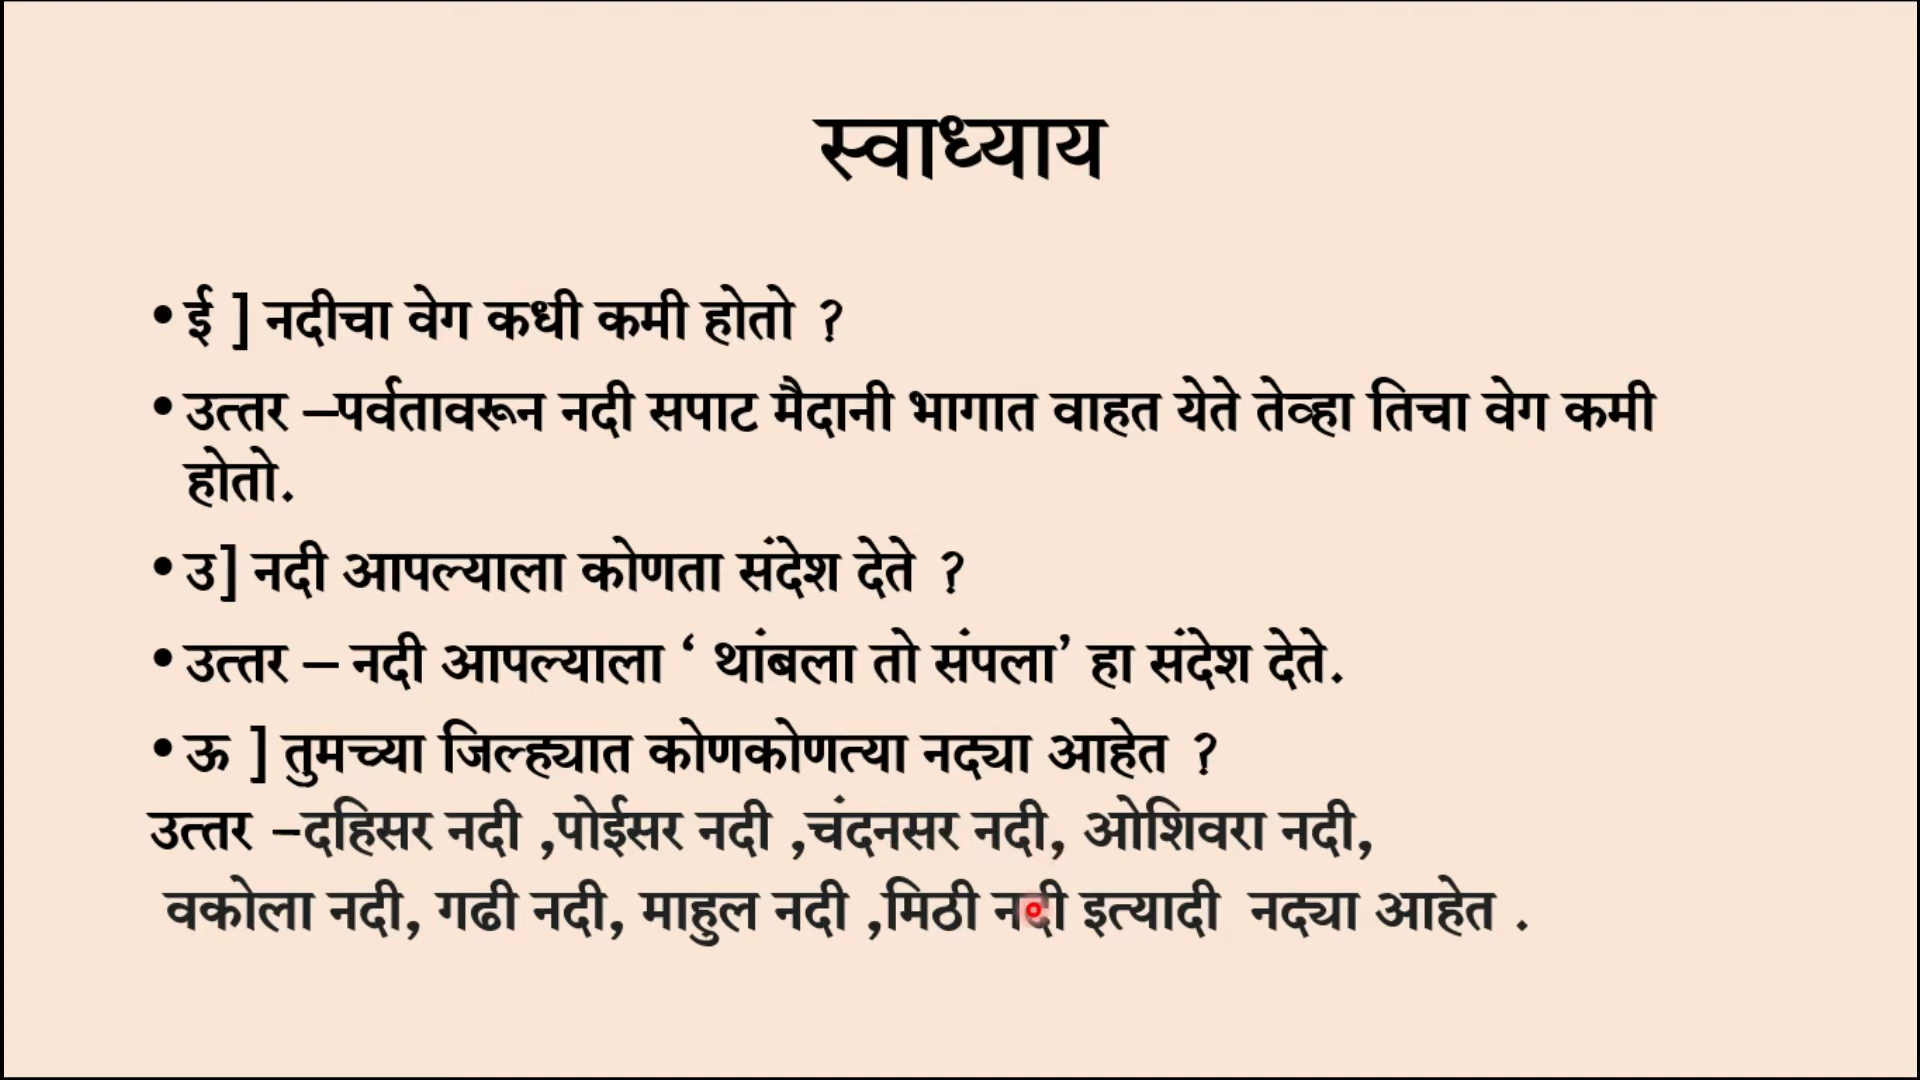 स्वाध्याय
• ई ] नदीचा वेग कधी कमी होतो ?
• उत्तर –पर्वतावरून नदी सपाट मैदानी भागात वाहत येते तेव्हा तिचा वेग कमी
होतो.
• उ] नदी आपल्याला कोणता संदेश देते ?
• उत्तर – नदी आपल्याला ‘ थांबला तो संपला’ हा संदेश देते.
• ऊ ] तुमच्या जिल्ह्यात कोणकोणत्या नद्या आहेत ?
उत्तर –दहिसर नदी ,पोईसर नदी ,चंदनसर नदी, ओशिवरा नदी,
वकोला नदी, गढी नदी, माहुल नदी ,मिठी नदी इत्यादी नद्या आहेत .